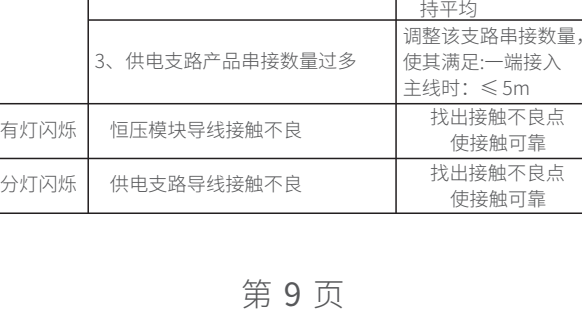 持平均
3、供电支路产品串接数量过多
调整该支路串接数量，
使其满足:一端接入
主线时：≤5m
有灯闪烁
恒压模块导线接触不良
找出接触不良点
使接触可靠
分灯闪烁
供电支路导线接触不良
找出接触不良点
使接触可靠
第 9 页